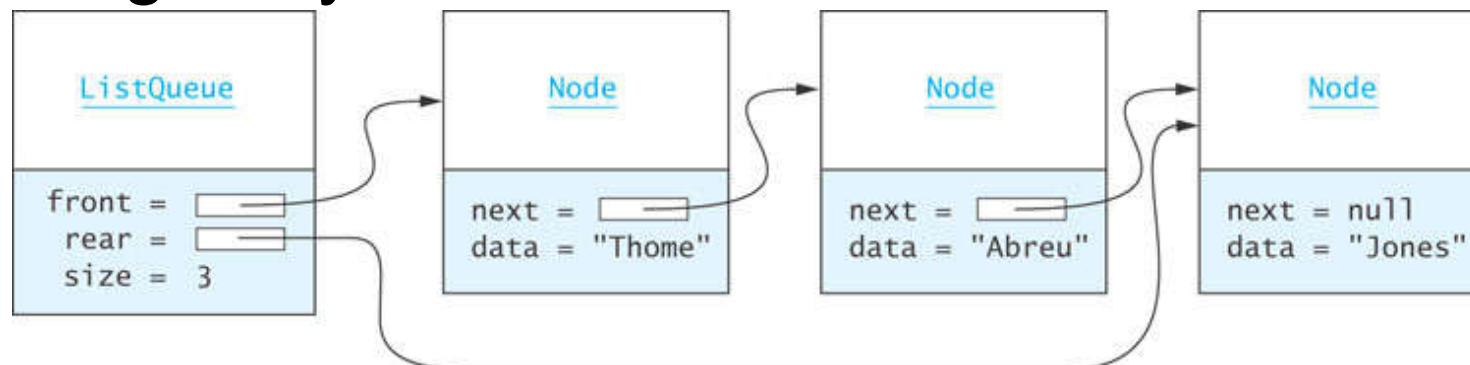 ListQueue
front =
rear =
size = 3
Node
next =
data = "Thome"
Node
next =
data = "Abreu"
Node
next = null
data = "Jones"